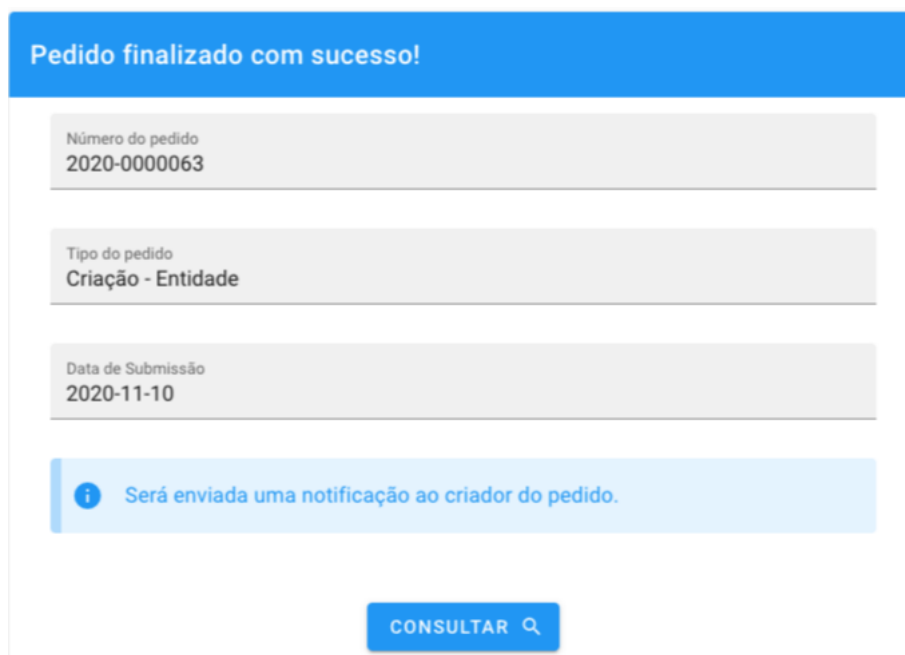 Pedido finalizado com sucesso!
Número do pedido
2020-0000063
Tipo do pedido
Criação - Entidade
Data de Submissão
2020-11-10
Será enviada uma notificação ao criador do pedido.
CONSULTAR